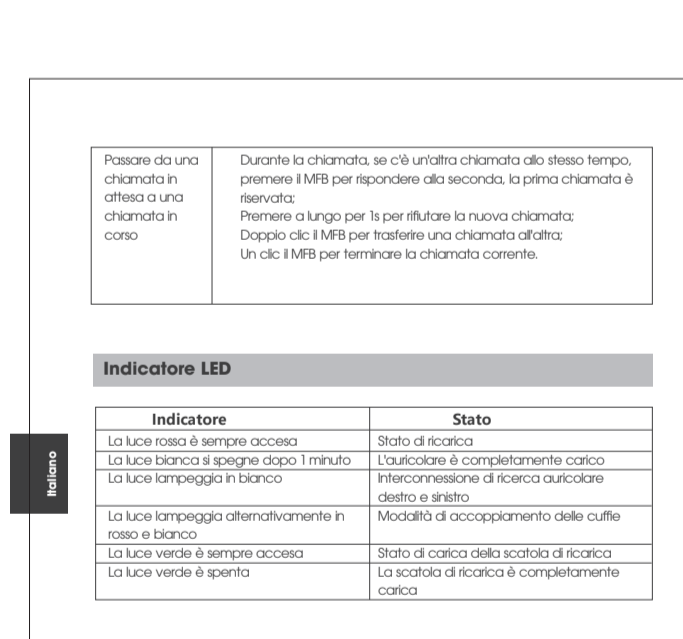 Passare da una
chiamata in
attesa a una
chiamata in
corso
Durante la chiamata, se c'è un'altra chiamata allo stesso tempo,
premere il MFB per rispondere alla seconda, la prima chiamata è
riservata;
Premere a lungo per 1s per rifiutare la nuova chiamata;
Doppio clic il MFB per trasferire una chiamata all'altra;
Un clic il MFB per terminare la chiamata corrente.
Indicatore LED
Indicatore Stato
La luce rossa è sempre accesa Stato di ricarica
La luce bianca si spegne dopo 1 minuto L'auricolare è completamente carico
La luce lampeggia in bianco Interconnessione di ricerca auricolare
destro e sinistro
La luce lampeggia alternativamente in Modalità di accoppiamento delle cuffie
rosso e bianco
La luce verde è sempre accesa Stato di carica della scatola di ricarica
La luce verde è spenta La scatola di ricarica è completamente
carica
Italiano